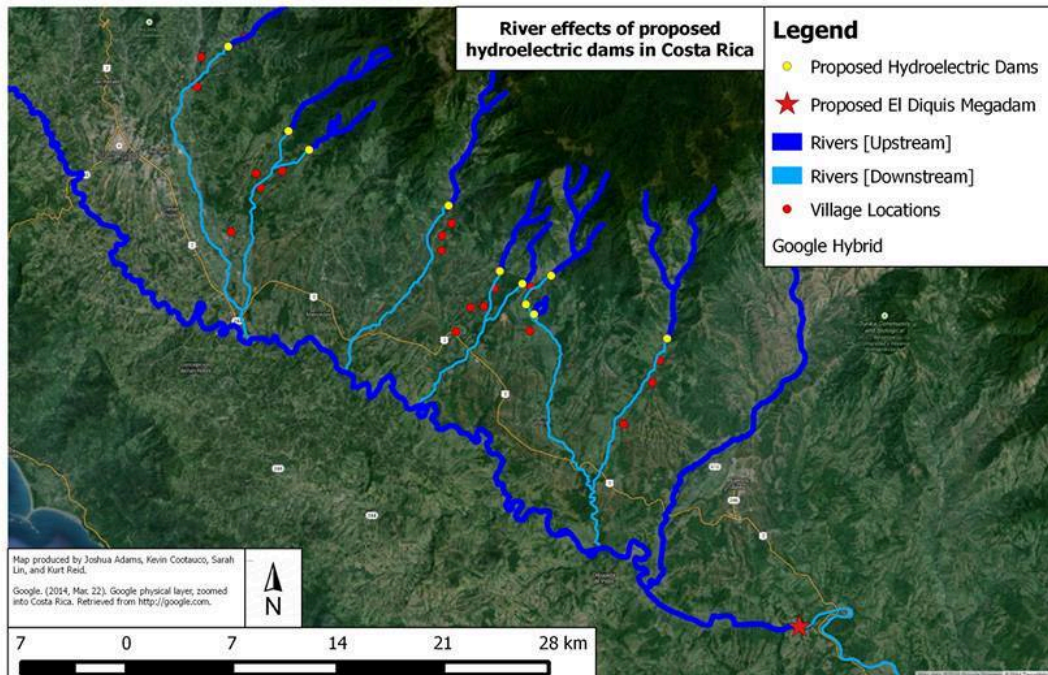 River effects of proposed
hydroelectric dams in Costa Rica
Legend
Proposed Hydroelectric Dams
Proposed El Diquis Megadam
Rivers [Upstream]
Rivers [Downstream]
Village Locations
Google Hybrid
Map produced by Joshua Adams, Kevin Cootauco, Sarah
Lin, and Kurt Reid.
Google. (2014, Mar. 22). Google physical layer, zoomed
into Costa Rica. Retrieved from http://google.com.
N
7 0 7 14 21 28 km